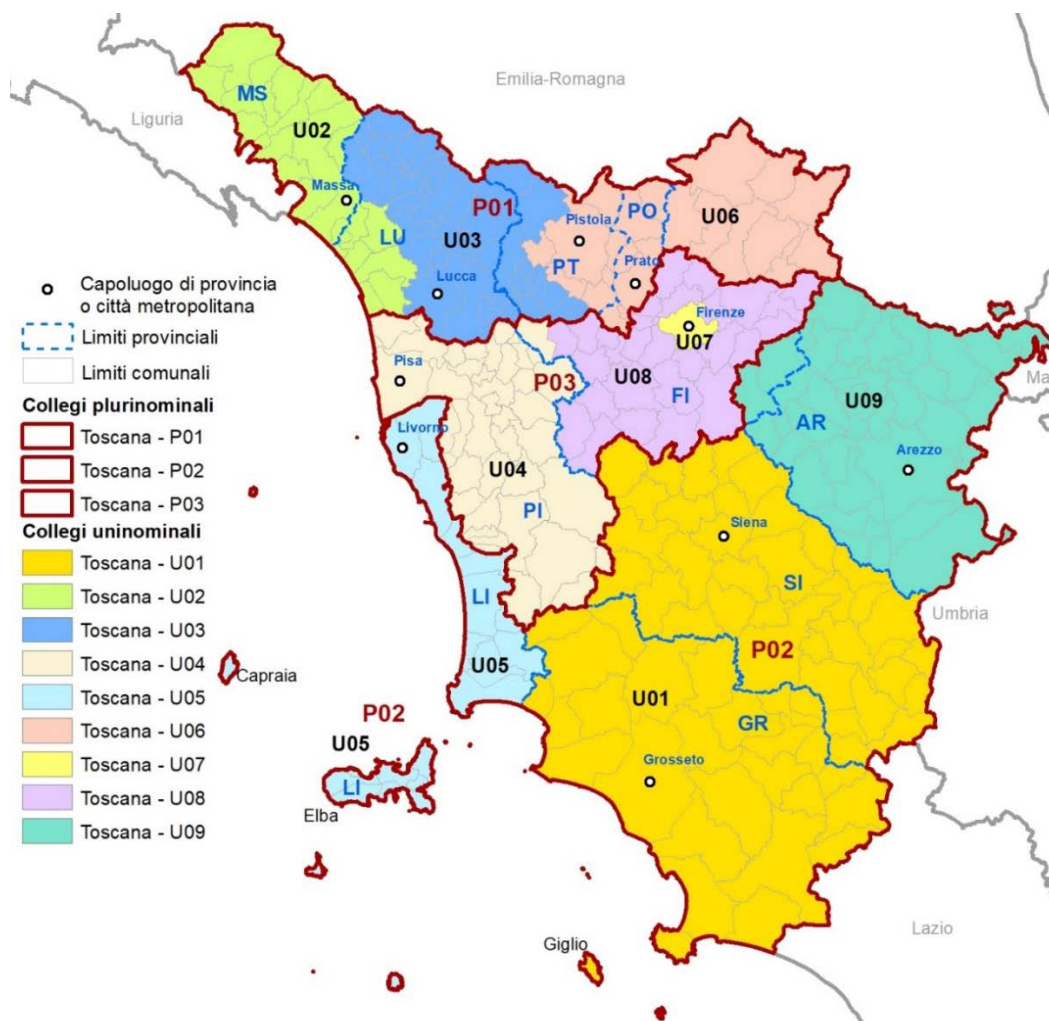 Emilia-Romagna
MS
Liguria
U02
Massa
P01
PO
U06
Pistoia
LU
U03
PT
Lucca
Prato
Firenze
U07
Pisa
P03
U08
FI
Ma
U09
AR
Livorno
Arezzo
U04
PI
Siena
LI
SI
Umbria
U05
P02
Capraia
U01
P02
GR
U05
Grosseto
LI
Elba
Lazio
Giglio
Capoluogo di provincia
o città metropolitana
Limiti provinciali
Limiti comunali
Collegi plurinominali
Toscana - P01
Toscana - P02
Toscana - P03
Collegi uninominali
Toscana - U01
Toscana - U02
Toscana - U03
Toscana - U04
Toscana - U05
Toscana - U06
Toscana - U07
Toscana - U08
Toscana - U09